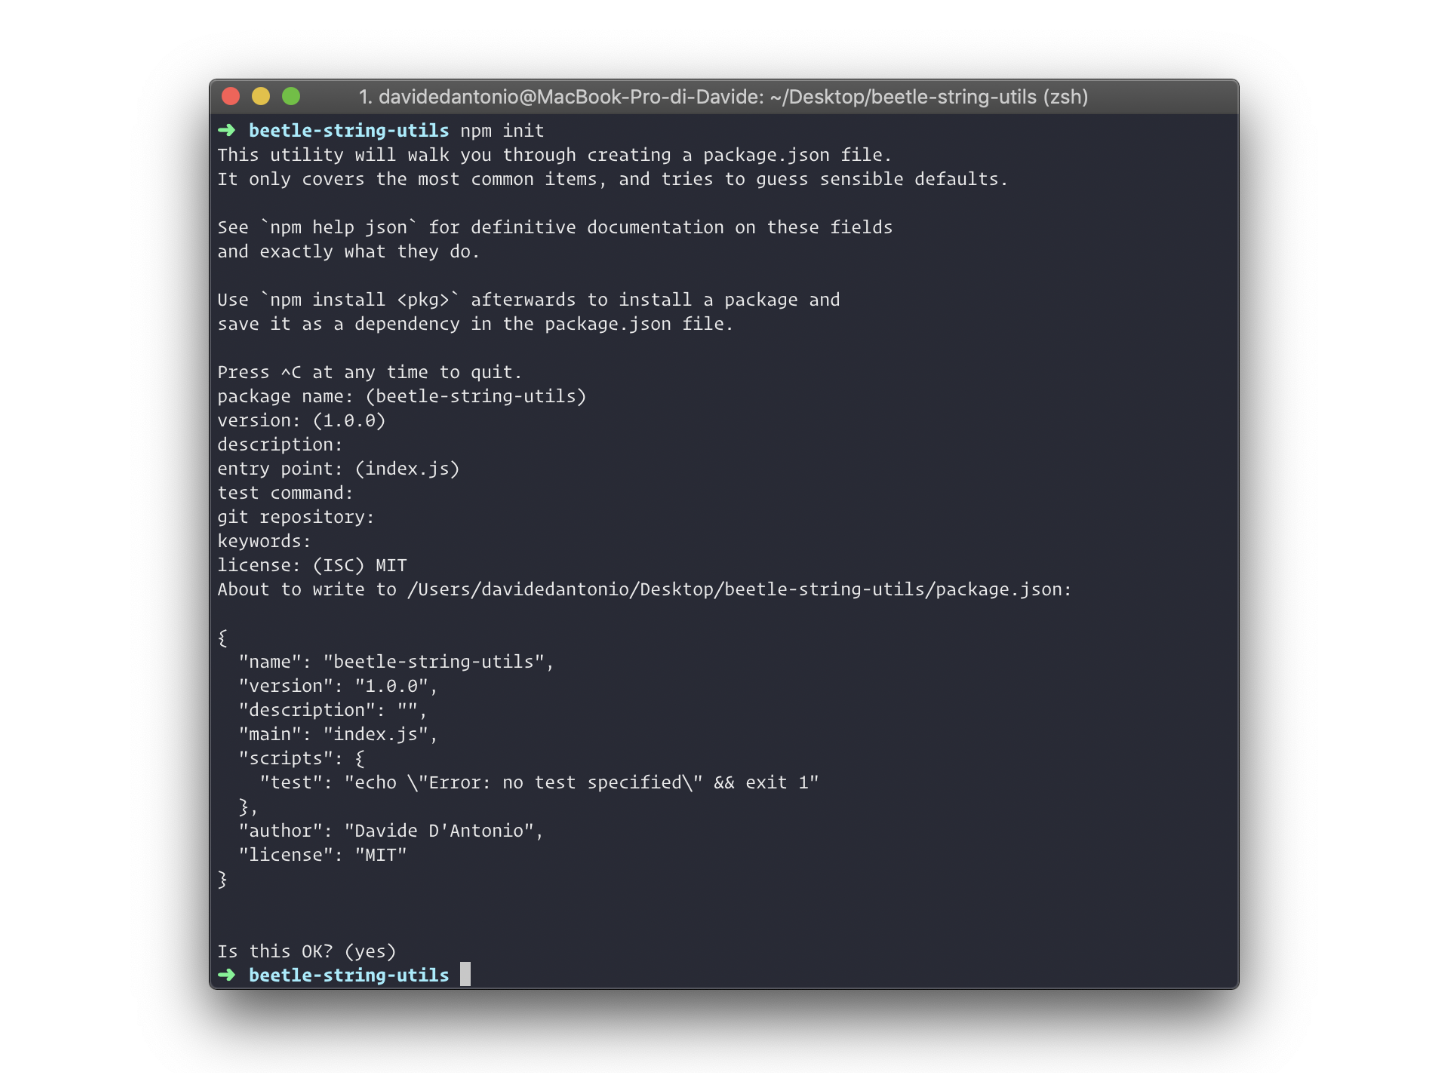 1. davidedantonio@MacBook-Pro-di-Davide: ~/Desktop/beetle-string-utils (zsh)
➜ beetle-string-utils npm init
This utility will walk you through creating a package.json file.
It only covers the most common items, and tries to guess sensible defaults.

See `npm help json` for definitive documentation on these fields
and exactly what they do.

Use `npm install <pkg>` afterwards to install a package and
save it as a dependency in the package.json file.

Press ^C at any time to quit.
package name: (beetle-string-utils)
version: (1.0.0)
description:
entry point: (index.js)
test command:
git repository:
keywords:
license: (ISC) MIT
About to write to /Users/davidedantonio/Desktop/beetle-string-utils/package.json:

{
  "name": "beetle-string-utils",
  "version": "1.0.0",
  "description": "",
  "main": "index.js",
  "scripts": {
    "test": "echo \"Error: no test specified\" && exit 1"
  },
  "author": "Davide D'Antonio",
  "license": "MIT"
}

Is this OK? (yes)
➜ beetle-string-utils